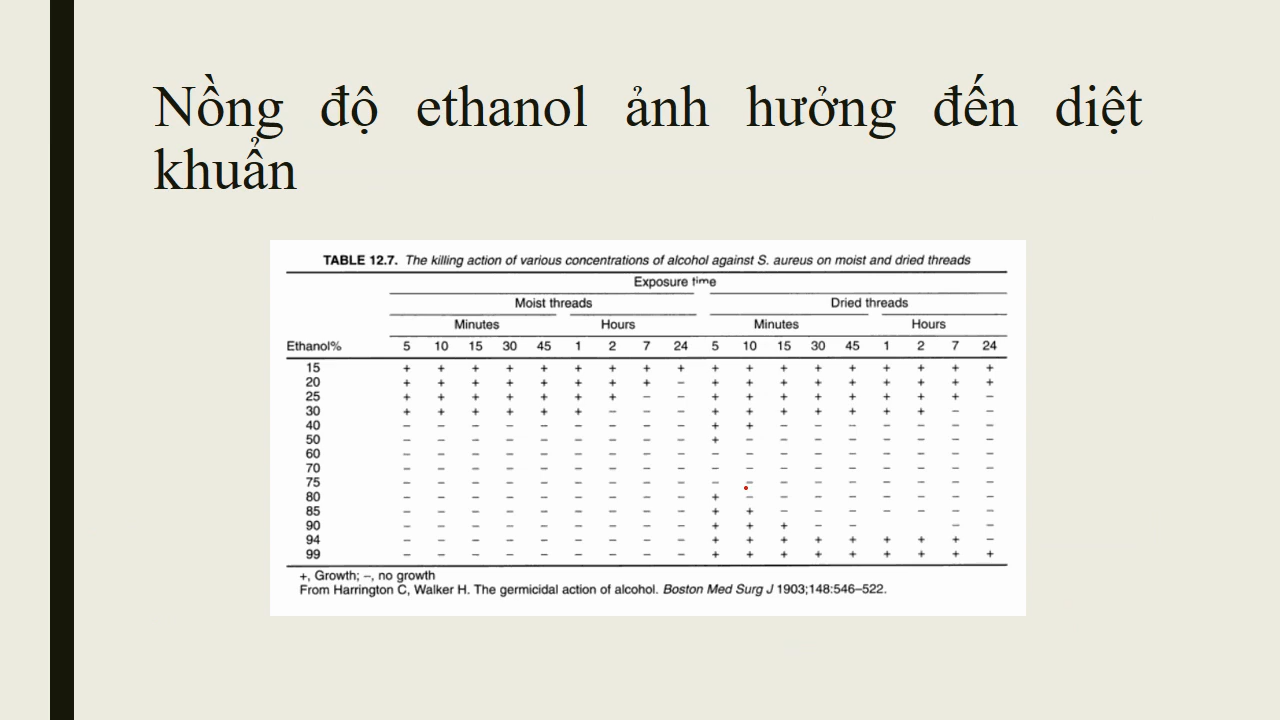 Nồng độ ethanol ảnh hưởng đến diệt
khuẩn
TABLE 12.7. The killing action of various concentrations of alcohol against S. aureus on moist and dried threads
Exposure time
Moist threads Dried threads
Minutes Hours Minutes Hours
Ethanol% 5 10 15 30 45 1 2 7 24 5 10 15 30 45 1 2 7 24
15 + + + + + + + + + + + + + + + + + +
20 + + + + + + + + – + + + + + + + + +
25 + + + + + + + – – + + + + + + + + –
30 + + + + + + – – – + + + + + + + – –
40 – – – – – – – – – + + – – – – – – –
50 – – – – – – – – – + – – – – – – – –
60 – – – – – – – – – – – – – – – – – –
70 – – – – – – – – – – – – – – – – – –
75 – – – – – – – – – – – – – – – – – –
80 – – – – – – – – – + – – – – – – – –
85 – – – – – – – – – + + – – – – – – –
90 – – – – – – – – – + + + – – – –
94 – – – – – – – – – + + + + + + + + –
99 – – – – – – – – – + + + + + + + + +
+, Growth; –, no growth
From Harrington C, Walker H. The germicidal action of alcohol. Boston Med Surg J 1903;148:546–522.